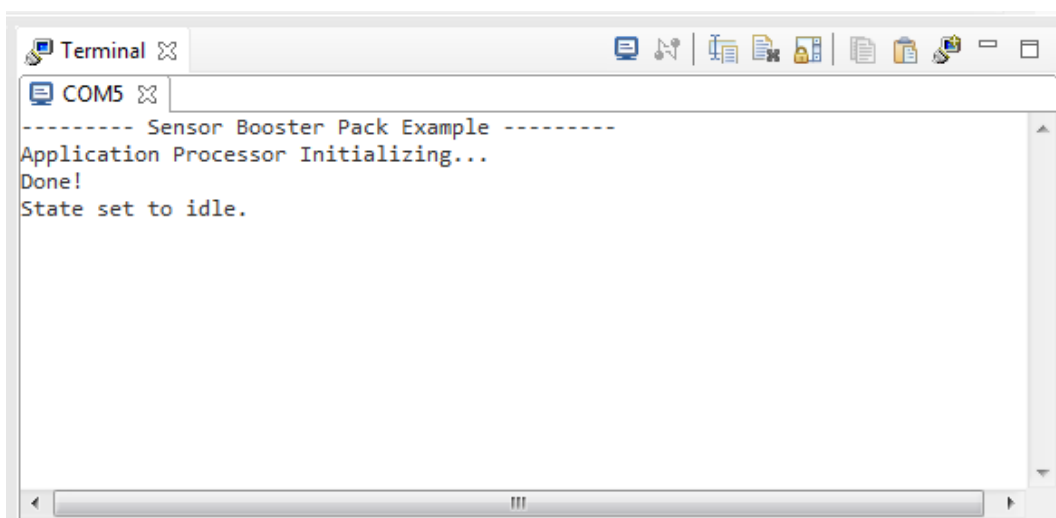 Terminal
COM5
--------- Sensor Booster Pack Example ---------
Application Processor Initializing...
Done!
State set to idle.